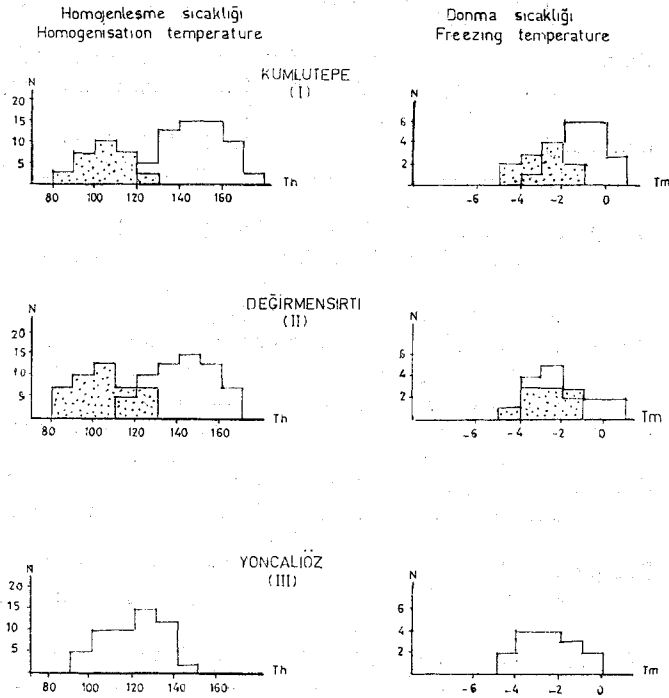 Homojenleşme sıcaklığı
Homogenisation temperature
Donma sıcaklığı
Freezing temperature
KUMLUTEPE
(I)
N
20
15
10
5
80 100 120 140 160
Th
N
6
4
2
-6 -4 -2 0
Tm
DEĞİRMENSIRTI
(II)
N
20
15
10
5
80 100 120 140 160
Th
N
6
4
2
-6 -4 -2 0
Tm
YONCALIÖZ
(III)
N
20
15
10
5
80 100 120 140 160
Th
N
6
4
2
-6 -4 -2 0
Tm